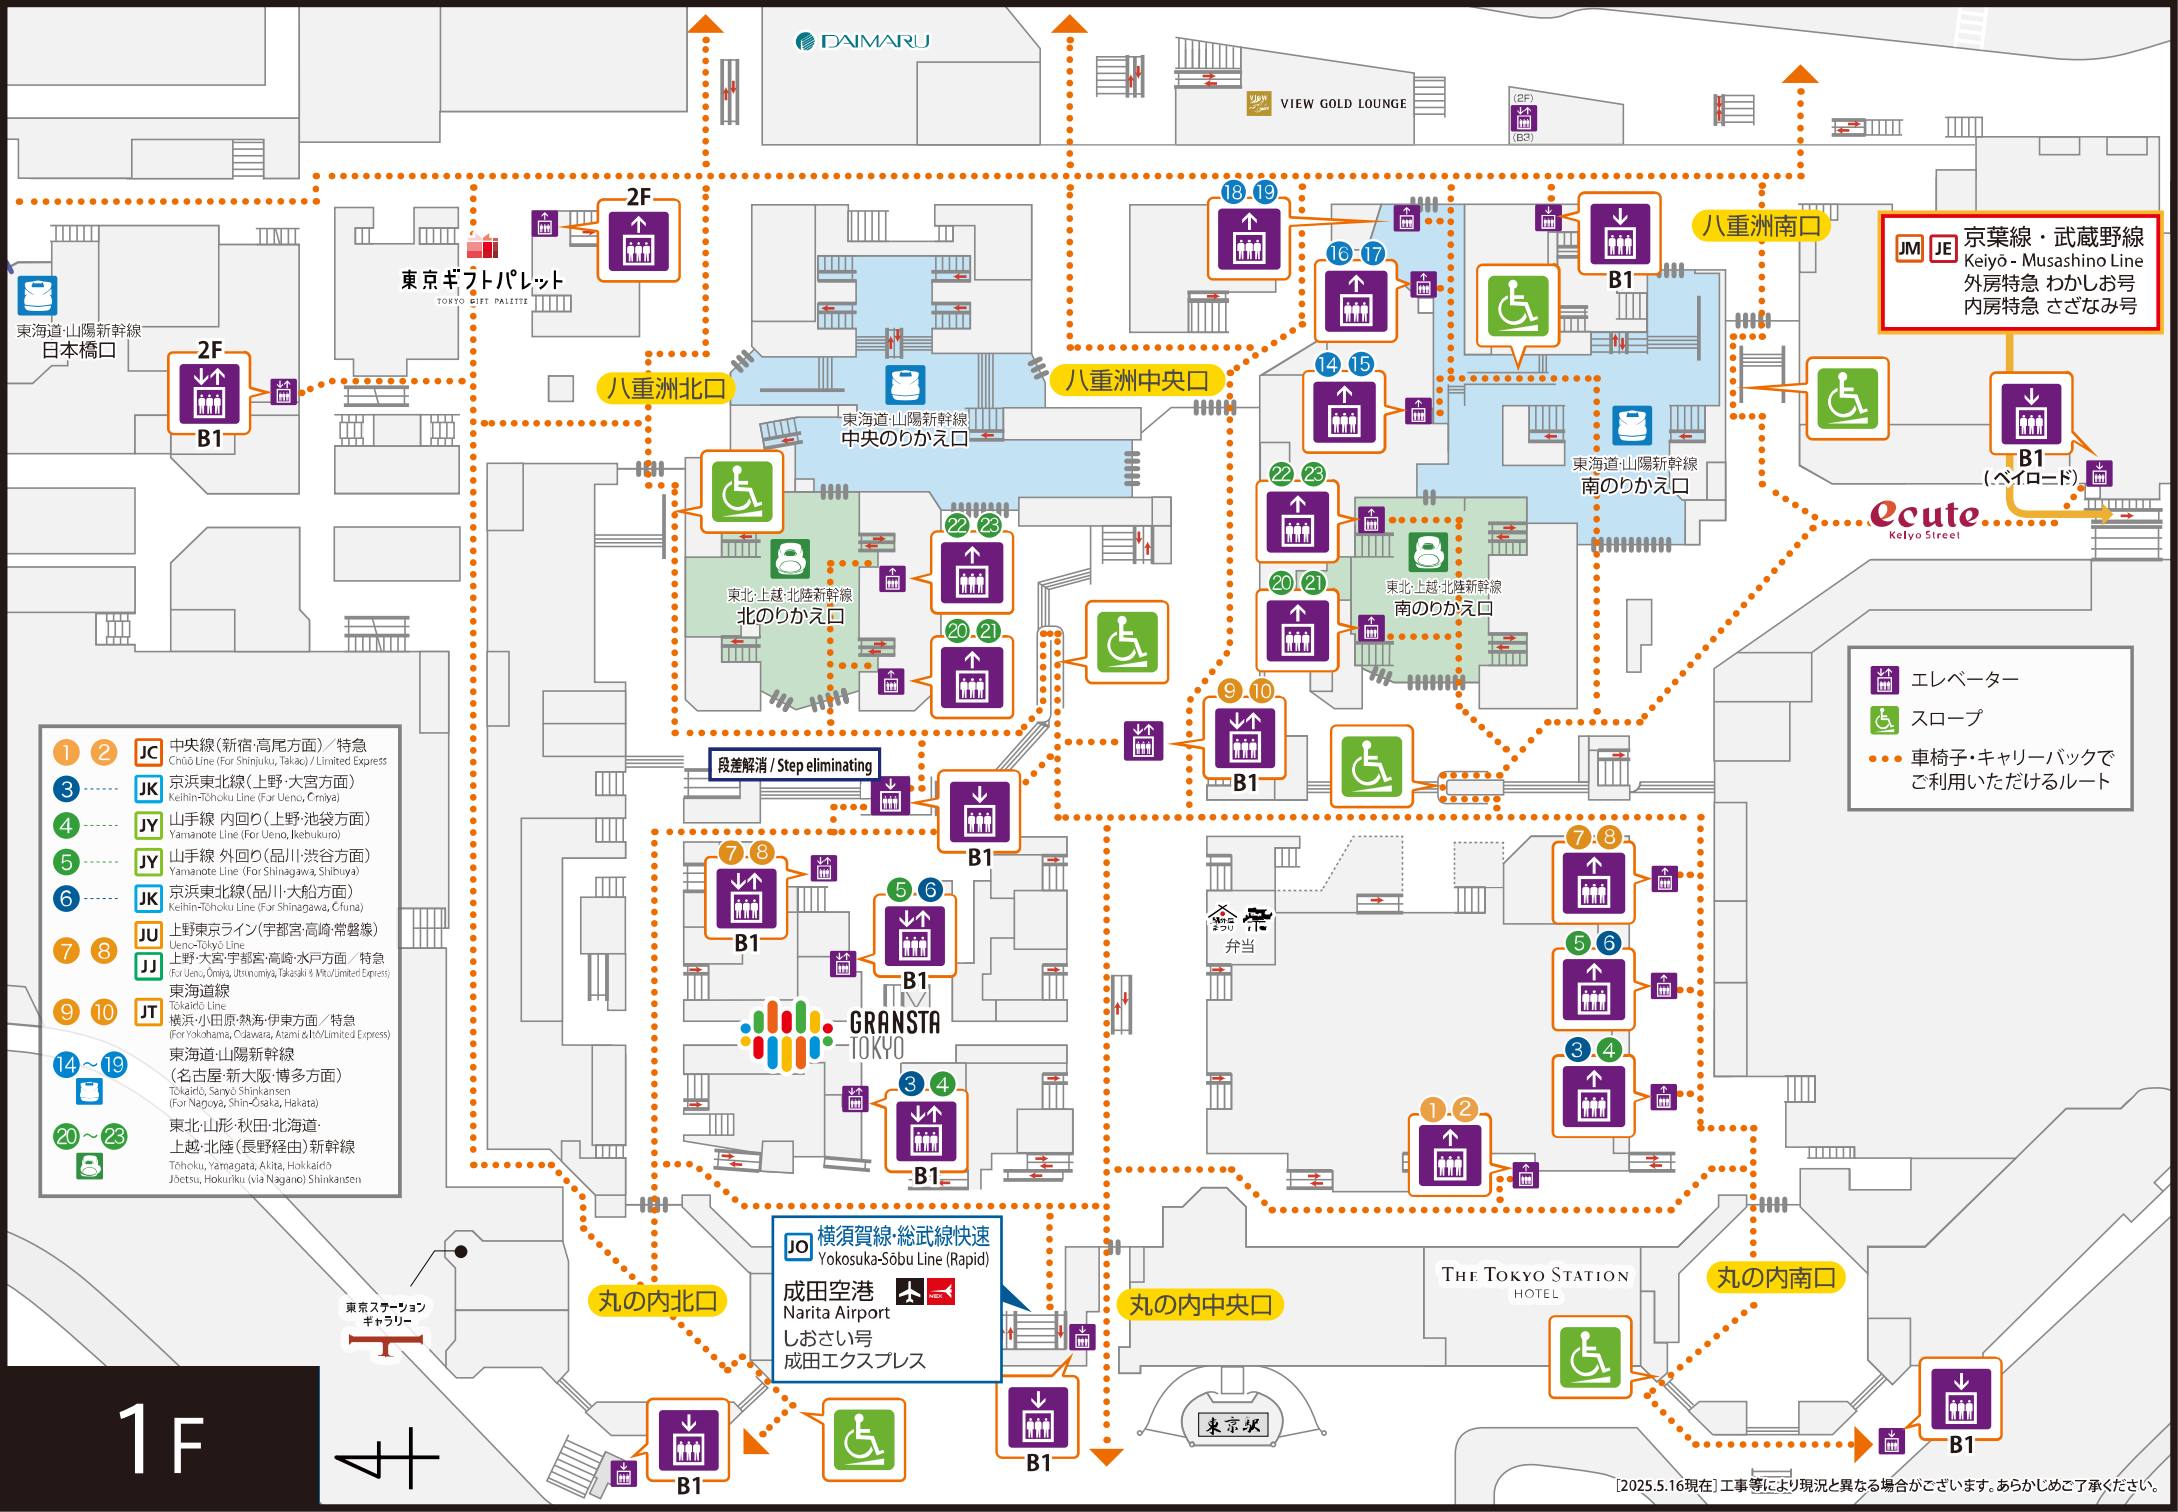 DAIMARU
VIEW GOLD LOUNGE
(2F)
(B3)
18 19
2F
B1
八重洲南口
JM JE 京葉線・武蔵野線
Keiyō - Musashino Line
外房特急 わかしお号
内房特急 さざなみ号
東京ギフトパレット
TOKYO GIFT PALETTE
16 17
東海道・山陽新幹線
日本橋口
2F
B1
八重洲北口
八重洲中央口
14 15
東海道・山陽新幹線
中央のりかえ口
東海道・山陽新幹線
南のりかえ口
B1
(ベイロード)
ecute
Keiyo Street
22 23
22 23
東北・上越・北陸新幹線
北のりかえ口
20 21
20 21
東北・上越・北陸新幹線
南のりかえ口
9 10
B1
段差解消 / Step eliminating
B1
エレベーター
スロープ
車椅子・キャリーバックで
ご利用いただけるルート
1 2 JC 中央線(新宿・高尾方面)/特急
Chūō Line (For Shinjuku, Takao) / Limited Express
3 JK 京浜東北線(上野・大宮方面)
Keihin-Tōhoku Line (For Ueno, Ōmiya)
4 JY 山手線 内回り(上野・池袋方面)
Yamanote Line (For Ueno, Ikebukuro)
5 JY 山手線 外回り(品川・渋谷方面)
Yamanote Line (For Shinagawa, Shibuya)
6 JK 京浜東北線(品川・大船方面)
Keihin-Tōhoku Line (For Shinagawa, Ōfuna)
7 8 JU 上野東京ライン(宇都宮・高崎・常磐線)
Ueno-Tōkyō Line
JJ 上野・大宮・宇都宮・高崎・水戸方面/特急
(For Ueno, Ōmiya, Utsunomiya, Takasaki & Mito/Limited Express)
9 10 JT 東海道線
Tōkaidō Line
横浜・小田原・熱海・伊東方面/特急
(For Yokohama, Odawara, Atami & Itō/Limited Express)
14~19 東海道・山陽新幹線
(名古屋・新大阪・博多方面)
Tōkaidō, Sanyō Shinkansen
(For Nagoya, Shin-Ōsaka, Hakata)
20~23 東北・山形・秋田・北海道・
上越・北陸(長野経由)新幹線
Tōhoku, Yamagata, Akita, Hokkaidō
Jōetsu, Hokuriku (via Nagano) Shinkansen
7 8
B1
5 6
B1
GRANSTA
TOKYO
3 4
B1
祭
弁当
7 8
5 6
3 4
1 2
JO 横須賀線・総武線快速
Yokosuka-Sōbu Line (Rapid)
成田空港
NEX
Narita Airport
しおさい号
成田エクスプレス
丸の内北口
丸の内中央口
THE TOKYO STATION
HOTEL
丸の内南口
東京ステーション
ギャラリー
B1
B1
東京駅
B1
1F
[2025.5.16現在]工事等により現況と異なる場合がございます。あらかじめご了承ください。